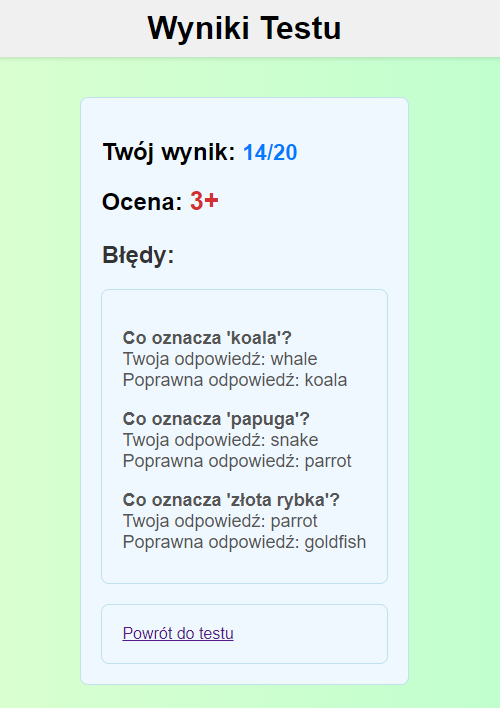 Wyniki Testu
Twój wynik: 14/20
Ocena: 3+
Błędy:
Co oznacza 'koala'?
Twoja odpowiedź: whale
Poprawna odpowiedź: koala
Co oznacza 'papuga'?
Twoja odpowiedź: snake
Poprawna odpowiedź: parrot
Co oznacza 'złota rybka'?
Twoja odpowiedź: parrot
Poprawna odpowiedź: goldfish
Powrót do testu